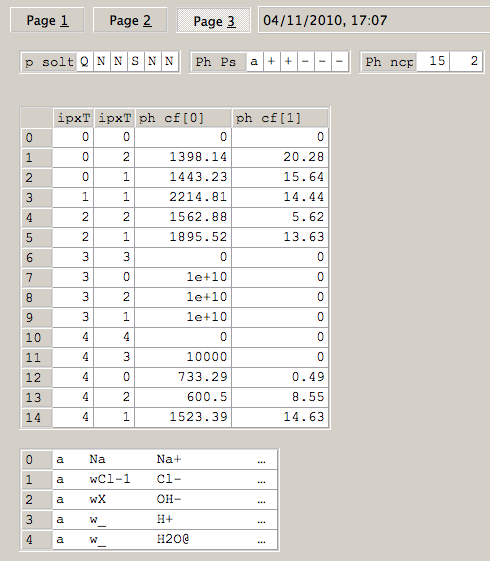 Page 1 Page 2 Page 3 04/11/2010, 17:07
p solt Q N N S N N Ph Ps a + + - - - Ph ncp 15 2
ipxT ipxT ph cf[0] ph cf[1]
0 0 0 0 0
1 0 2 1398.14 20.28
2 0 1 1443.23 15.64
3 1 1 2214.81 14.44
4 2 2 1562.88 5.62
5 2 1 1895.52 13.63
6 3 3 0 0
7 3 0 1e+10 0
8 3 2 1e+10 0
9 3 1 1e+10 0
10 4 4 0 0
11 4 3 10000 0
12 4 0 733.29 0.49
13 4 2 600.5 8.55
14 4 1 1523.39 14.63
0 a Na Na+ …
1 a wCl-1 Cl- …
2 a wX OH- …
3 a w_ H+ …
4 a w_ H2O@ …